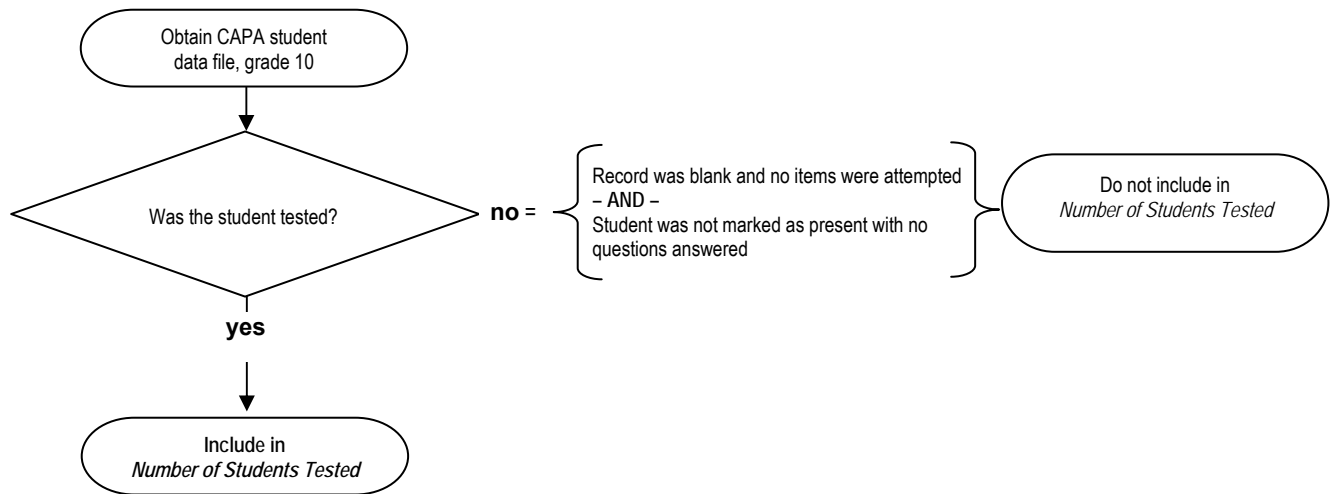 Obtain CAPA student
data file, grade 10
Was the student tested?
no =
Record was blank and no items were attempted
– AND –
Student was not marked as present with no
questions answered
Do not include in
Number of Students Tested
yes
Include in
Number of Students Tested